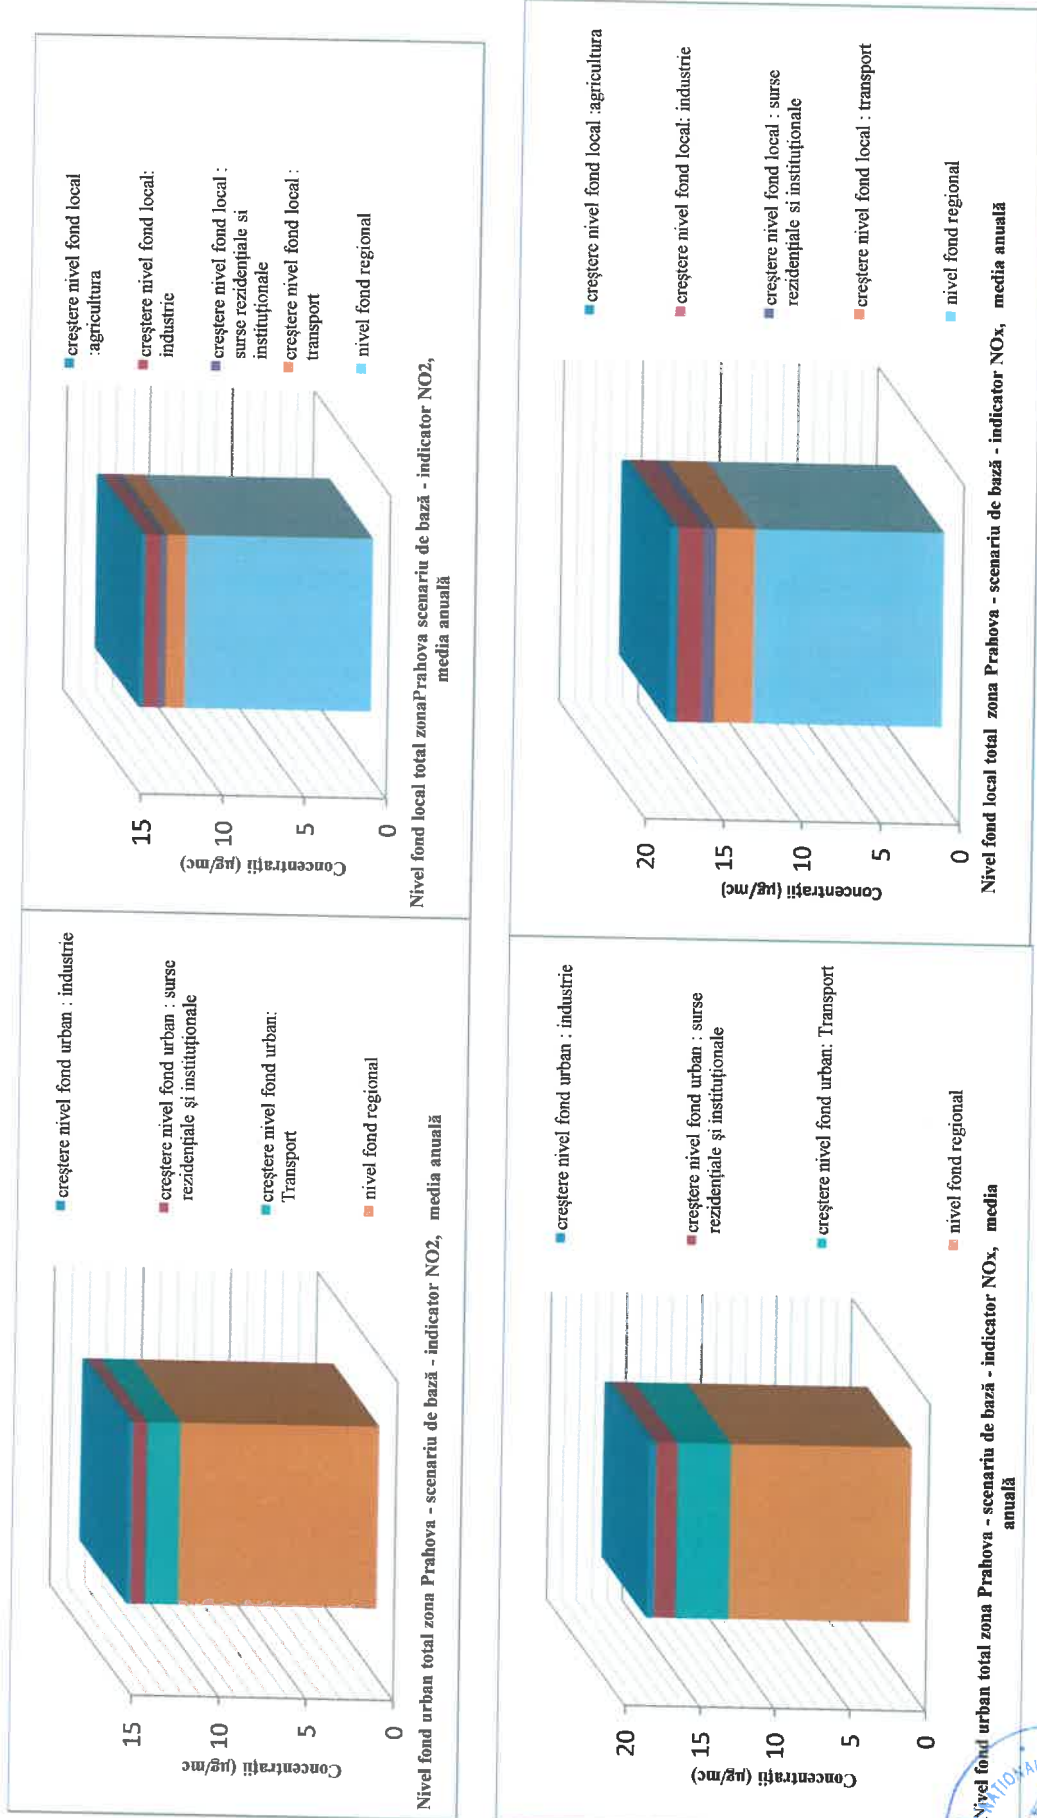 15
10
5
0
Concentrații (µg/mc)
creștere nivel fond urban : industrie
creștere nivel fond urban : surse
rezidențiale și instituționale
creștere nivel fond urban:
Transport
nivel fond regional
Nivel fond urban total zona Prahova - scenariu de bază - indicator NO2, media anuală
15
10
5
0
Concentrații (µg/mc)
creștere nivel fond local
:agricultura
creștere nivel fond local:
industrie
creștere nivel fond local :
surse rezidențiale si
instituționale
creștere nivel fond local :
transport
nivel fond regional
Nivel fond local total zonaPrahova scenariu de bază - indicator NO2,
media anuală
20
15
10
5
0
Concentrații (µg/mc)
creștere nivel fond urban : industrie
creștere nivel fond urban : surse
rezidențiale și instituționale
creștere nivel fond urban: Transport
nivel fond regional
Nivel fond urban total zona Prahova - scenariu de bază - indicator NOx, media
anuală
20
15
10
5
0
Concentrații (µg/mc)
creștere nivel fond local :agricultura
creștere nivel fond local: industrie
creștere nivel fond local : surse
rezidențiale si instituționale
creștere nivel fond local : transport
nivel fond regional
Nivel fond local total zona Prahova - scenariu de bază - indicator NOx, media anuală